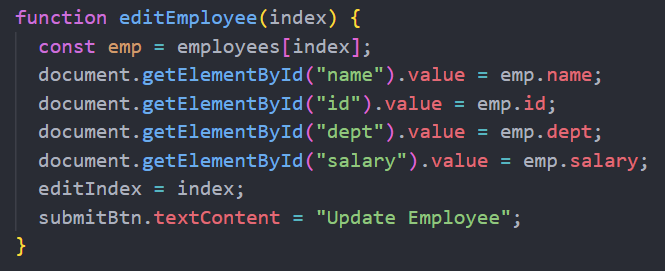 function editEmployee(index) {
  const emp = employees[index];
  document.getElementById("name").value = emp.name;
  document.getElementById("id").value = emp.id;
  document.getElementById("dept").value = emp.dept;
  document.getElementById("salary").value = emp.salary;
  editIndex = index;
  submitBtn.textContent = "Update Employee";
}